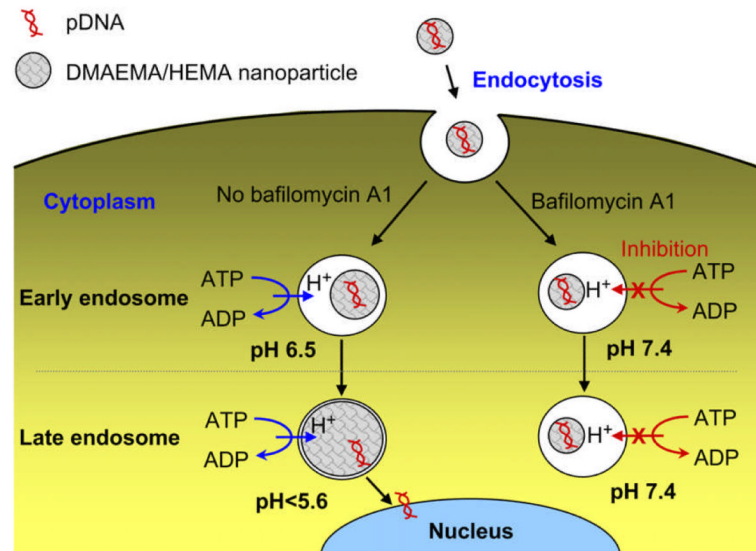 pDNA
DMAEMA/HEMA nanoparticle
Endocytosis
Cytoplasm
No bafilomycin A1
Bafilomycin A1
Inhibition
Early endosome
ATP
ADP
H+
pH 6.5
H+
ATP
ADP
pH 7.4
Late endosome
ATP
ADP
H+
pH<5.6
H+
ATP
ADP
pH 7.4
Nucleus